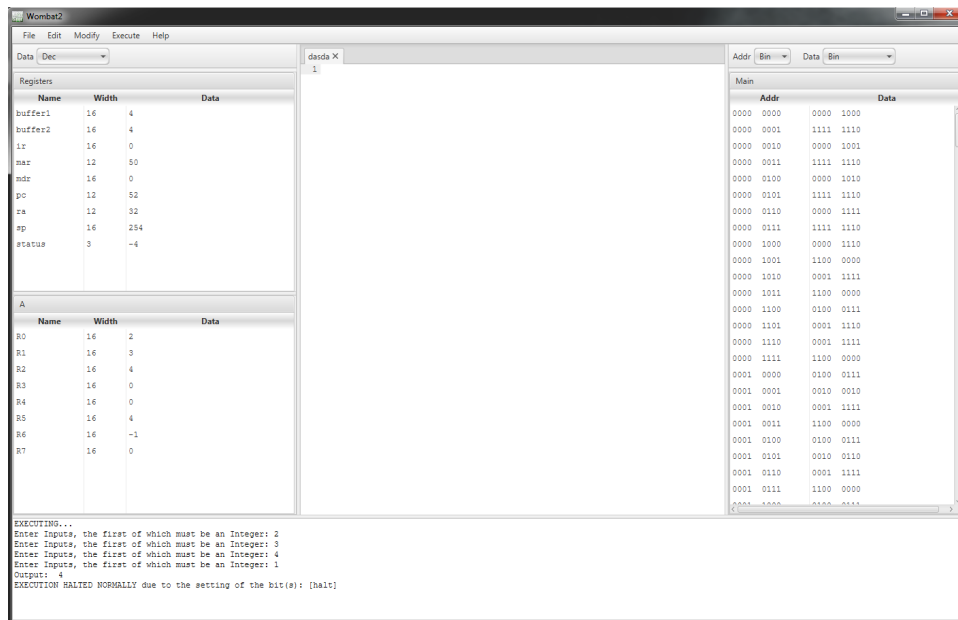 Wombat2
File Edit Modify Execute Help
Data Dec
Registers
Name Width Data
buffer1 16 4
buffer2 16 4
ir 16 0
mar 12 50
mdr 16 0
pc 12 52
ra 12 32
sp 16 254
status 3 -4
A
Name Width Data
R0 16 2
R1 16 3
R2 16 4
R3 16 0
R4 16 0
R5 16 4
R6 16 -1
R7 16 0
dasda X
1
Addr Bin Data Bin
Main
Addr Data
0000 0000 0000 1000
0000 0001 1111 1110
0000 0010 0000 1001
0000 0011 1111 1110
0000 0100 0000 1010
0000 0101 1111 1110
0000 0110 0000 1111
0000 0111 1111 1110
0000 1000 0000 1110
0000 1001 1100 0000
0000 1010 0001 1111
0000 1011 1100 0000
0000 1100 0100 0111
0000 1101 0001 1110
0000 1110 0001 1111
0000 1111 1100 0000
0001 0000 0100 0111
0001 0001 0010 0010
0001 0010 0001 1111
0001 0011 1100 0000
0001 0100 0100 0111
0001 0101 0010 0110
0001 0110 0001 1111
0001 0111 1100 0000
EXECUTING...
Enter Inputs, the first of which must be an Integer: 2
Enter Inputs, the first of which must be an Integer: 3
Enter Inputs, the first of which must be an Integer: 4
Enter Inputs, the first of which must be an Integer: 1
Output: 4
EXECUTION HALTED NORMALLY due to the setting of the bit(s): [halt]